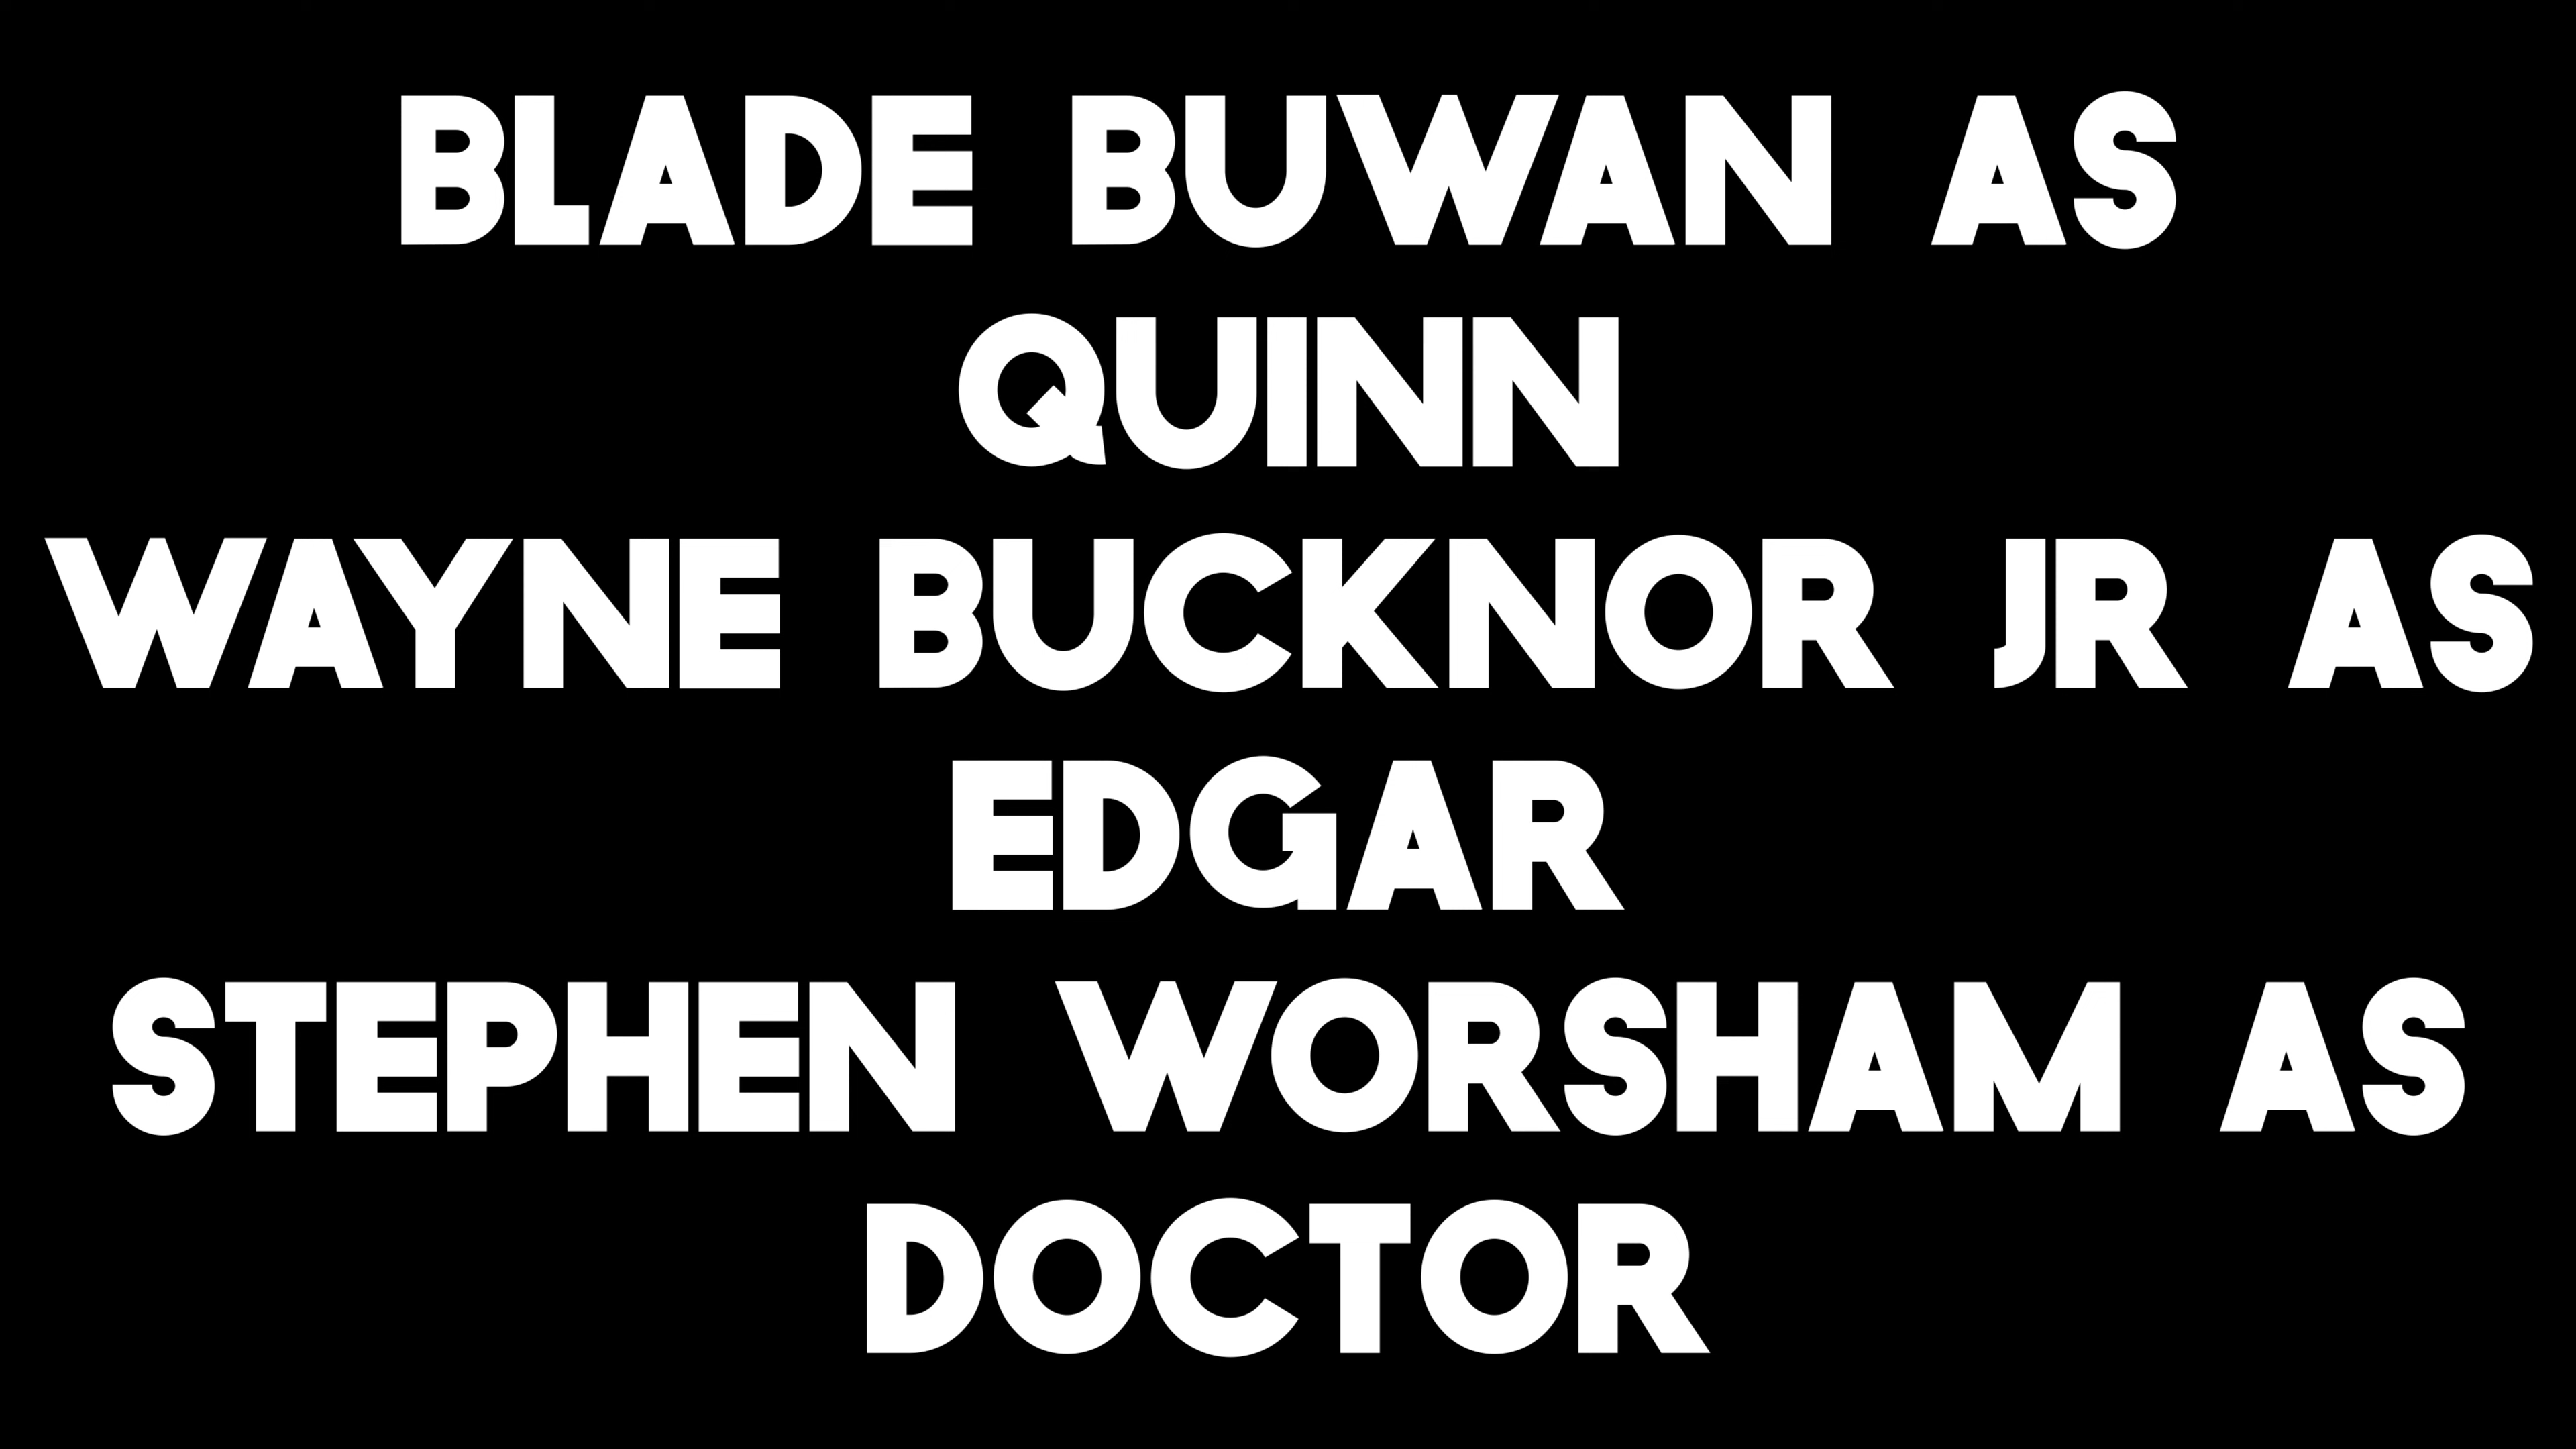 BLADE BUWAN AS
QUINN
WAYNE BUCKNOR JR AS
EDGAR
STEPHEN WORSHAM AS
DOCTOR